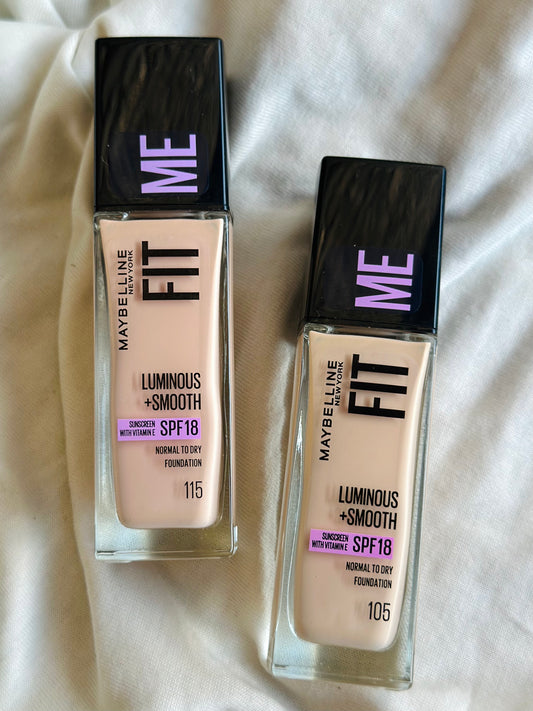 ME
FIT
MAYBELLINE
NEW YORK
LUMINOUS
+SMOOTH
SUNSCREEN
WITH VITAMIN E
SPF18
NORMAL TO DRY
FOUNDATION
115
ME
FIT
MAYBELLINE
NEW YORK
LUMINOUS
+SMOOTH
SUNSCREEN
WITH VITAMIN E
SPF18
NORMAL TO DRY
FOUNDATION
105